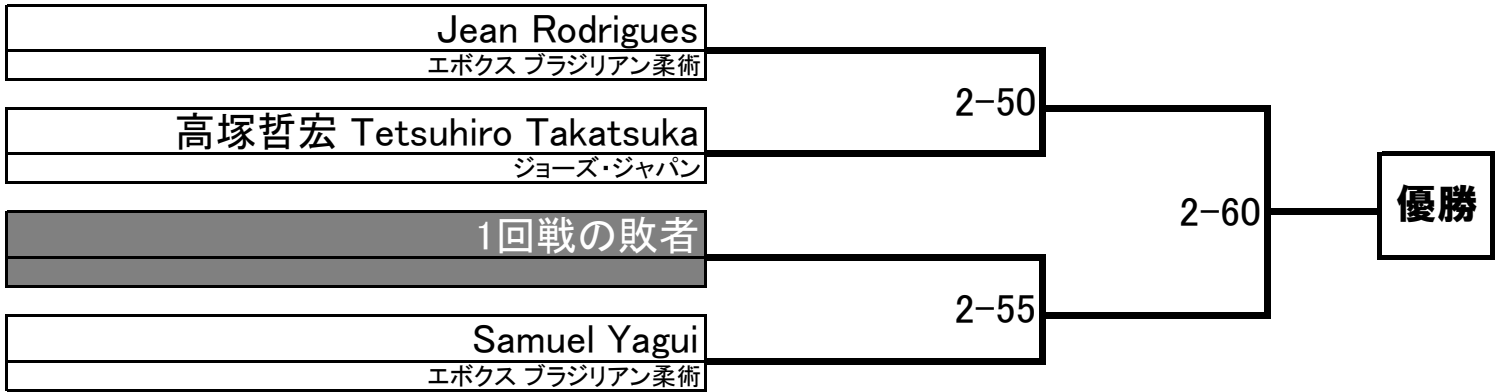 Jean Rodrigues
エボクス ブラジリアン柔術
2-50
高塚哲宏 Tetsuhiro Takatsuka
ジョーズ・ジャパン
2-60
優勝
1回戦の敗者
2-55
Samuel Yagui
エボクス ブラジリアン柔術